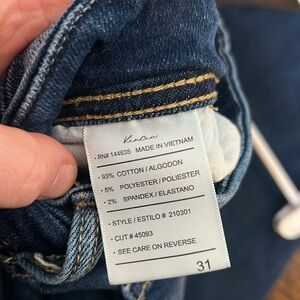 KanCan
· RN# 144635 MADE IN VIETNAM
· 93% COTTON / ALGODON
· 5% POLYESTER / POLIESTER
· 2% SPANDEX / ELASTANO
· STYLE / ESTILO # 210301
· CUT # 45093
· SEE CARE ON REVERSE
31